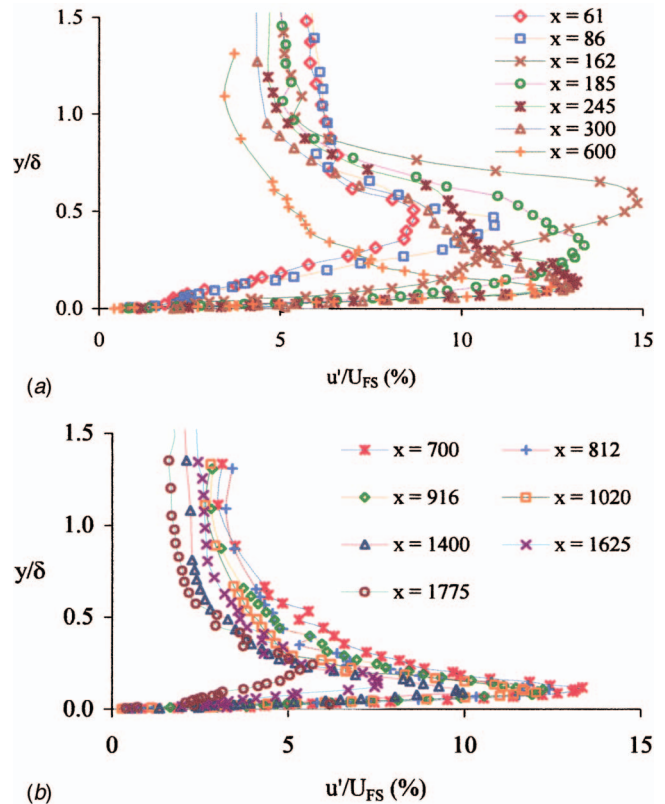 1.5
1.0
y/δ
0.5
0.0
0
5
10
15
u'/U_FS (%)
x = 61
x = 86
x = 162
x = 185
x = 245
x = 300
x = 600
(a)
1.5
1.0
y/δ
0.5
0.0
0
5
10
15
u'/U_FS (%)
x = 700
x = 812
x = 916
x = 1020
x = 1400
x = 1625
x = 1775
(b)